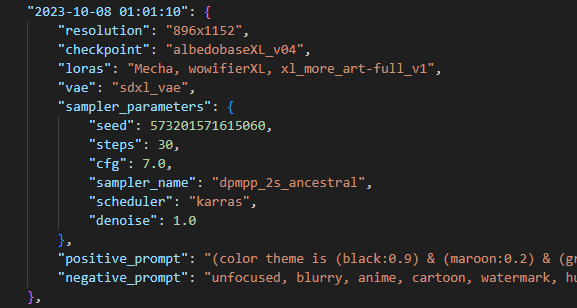 "2023-10-08 01:01:10": {
"resolution": "896x1152",
"checkpoint": "albedobaseXL_v04",
"loras": "Mecha, wowifierXL, xl_more_art-full_v1",
"vae": "sdxl_vae",
"sampler_parameters": {
"seed": 573201571615060,
"steps": 30,
"cfg": 7.0,
"sampler_name": "dpmpp_2s_ancestral",
"scheduler": "karras",
"denoise": 1.0
},
"positive_prompt": "(color theme is (black:0.9) & (maroon:0.2) & (gr
"negative_prompt": "unfocused, blurry, anime, cartoon, watermark, hu
},